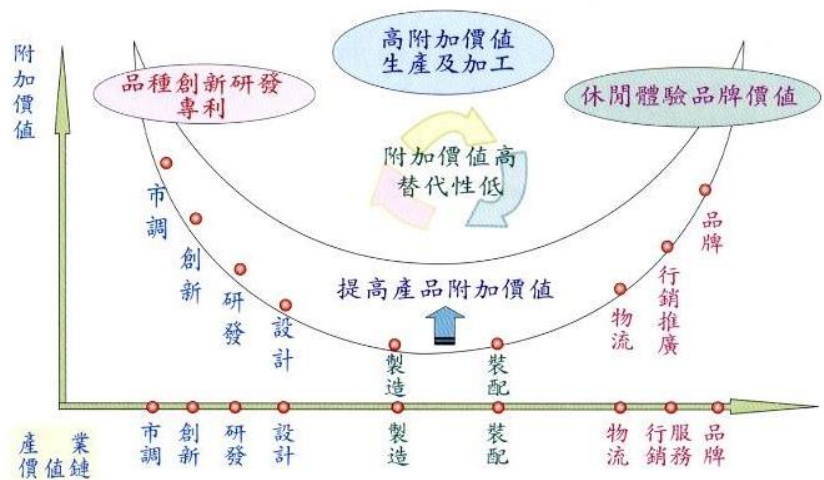 附加價值
高附加價值
生產及加工
品種創新研發
專利
休閒體驗品牌價值
附加價值高
替代性低
市調
創新
研發
設計
製造
裝配
物流
行銷推廣
品牌
提高產品附加價值
產業
價值鏈
市調
創新
研發
設計
製造
裝配
物流
行銷
服務
品牌